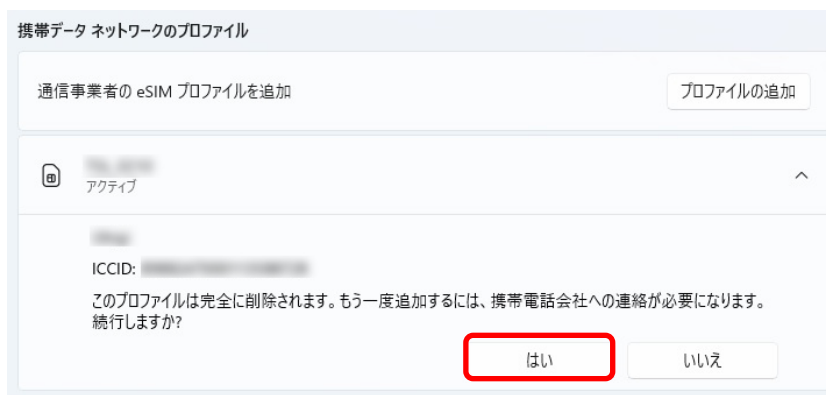 携帯データ ネットワークのプロファイル
通信事業者の eSIM プロファイルを追加
プロファイルの追加
アクティブ
ICCID:
このプロファイルは完全に削除されます。もう一度追加するには、携帯電話会社への連絡が必要になります。
続行しますか?
はい
いいえ